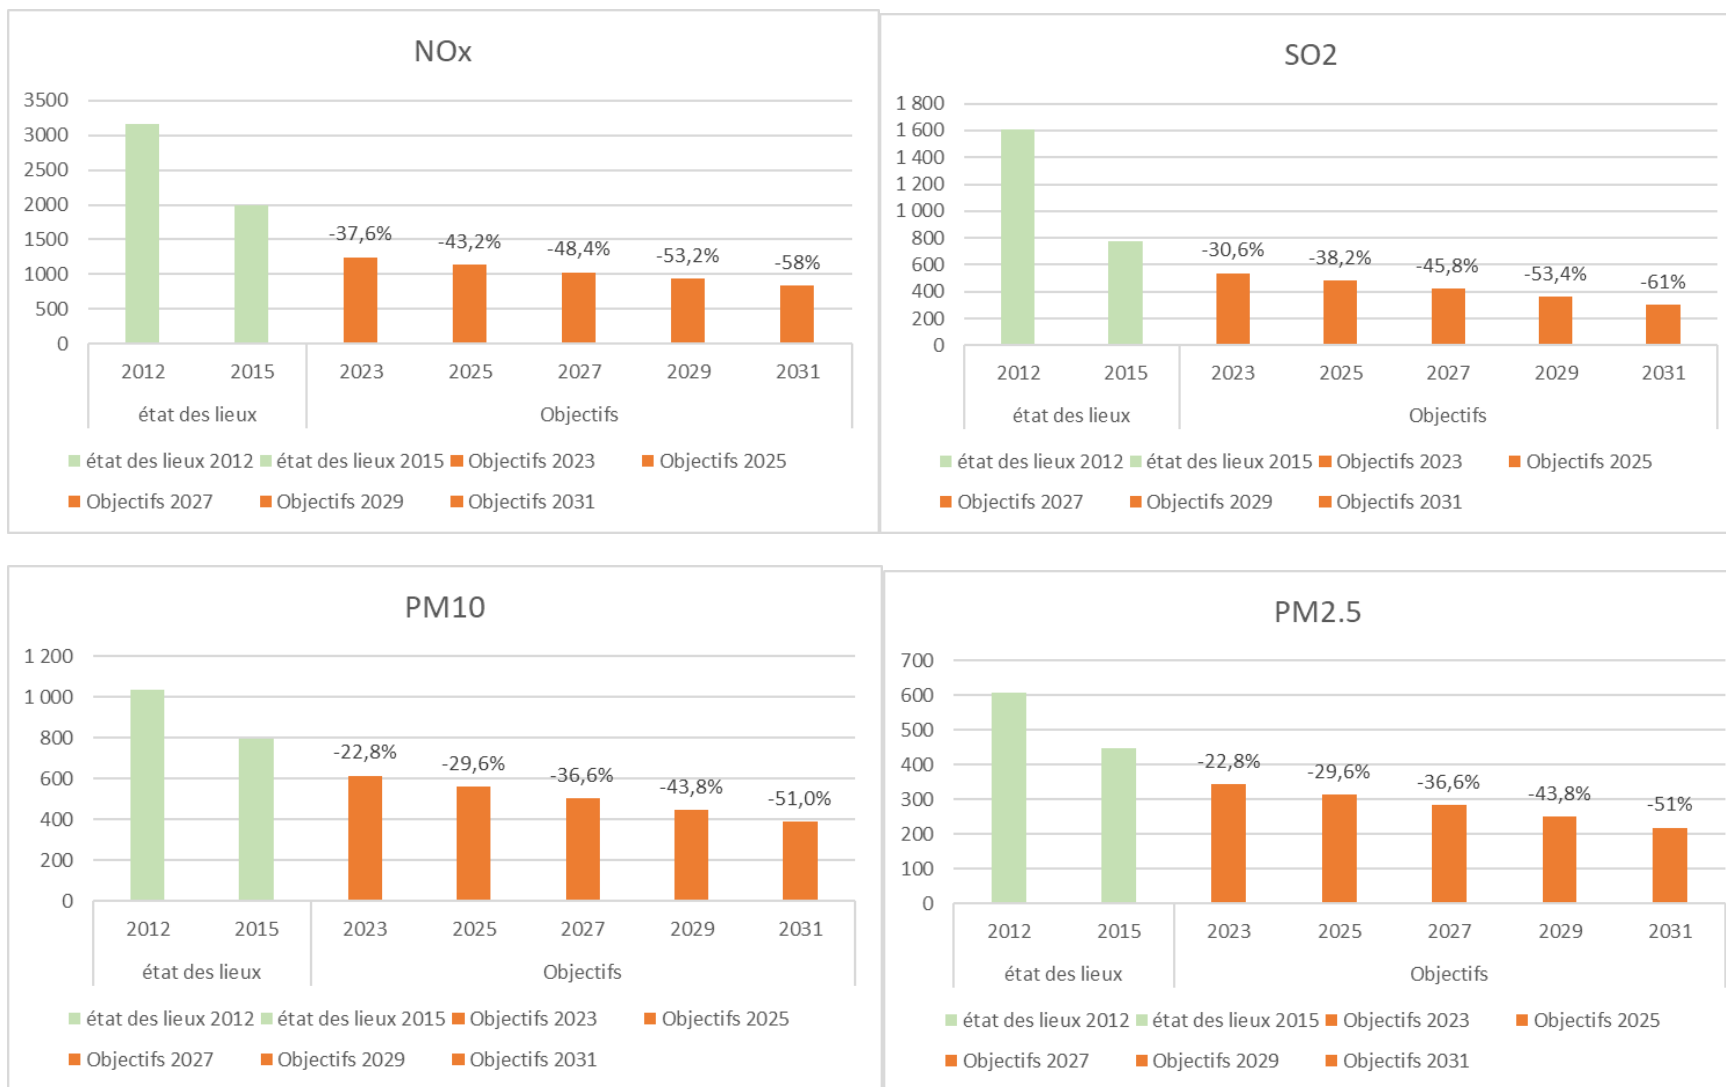 NOx
3500
3000
2500
2000
1500
1000
500
0
-37,6%
-43,2%
-48,4%
-53,2%
-58%
2012 2015 2023 2025 2027 2029 2031
état des lieux Objectifs
état des lieux 2012 état des lieux 2015 Objectifs 2023 Objectifs 2025
Objectifs 2027 Objectifs 2029 Objectifs 2031
SO2
1 800
1 600
1 400
1 200
1 000
800
600
400
200
0
-30,6%
-38,2%
-45,8%
-53,4%
-61%
2012 2015 2023 2025 2027 2029 2031
état des lieux Objectifs
état des lieux 2012 état des lieux 2015 Objectifs 2023 Objectifs 2025
Objectifs 2027 Objectifs 2029 Objectifs 2031
PM10
1 200
1 000
800
600
400
200
0
-22,8%
-29,6%
-36,6%
-43,8%
-51,0%
2012 2015 2023 2025 2027 2029 2031
état des lieux Objectifs
état des lieux 2012 état des lieux 2015 Objectifs 2023 Objectifs 2025
Objectifs 2027 Objectifs 2029 Objectifs 2031
PM2.5
700
600
500
400
300
200
100
0
-22,8%
-29,6%
-36,6%
-43,8%
-51%
2012 2015 2023 2025 2027 2029 2031
état des lieux Objectifs
état des lieux 2012 état des lieux 2015 Objectifs 2023 Objectifs 2025
Objectifs 2027 Objectifs 2029 Objectifs 2031